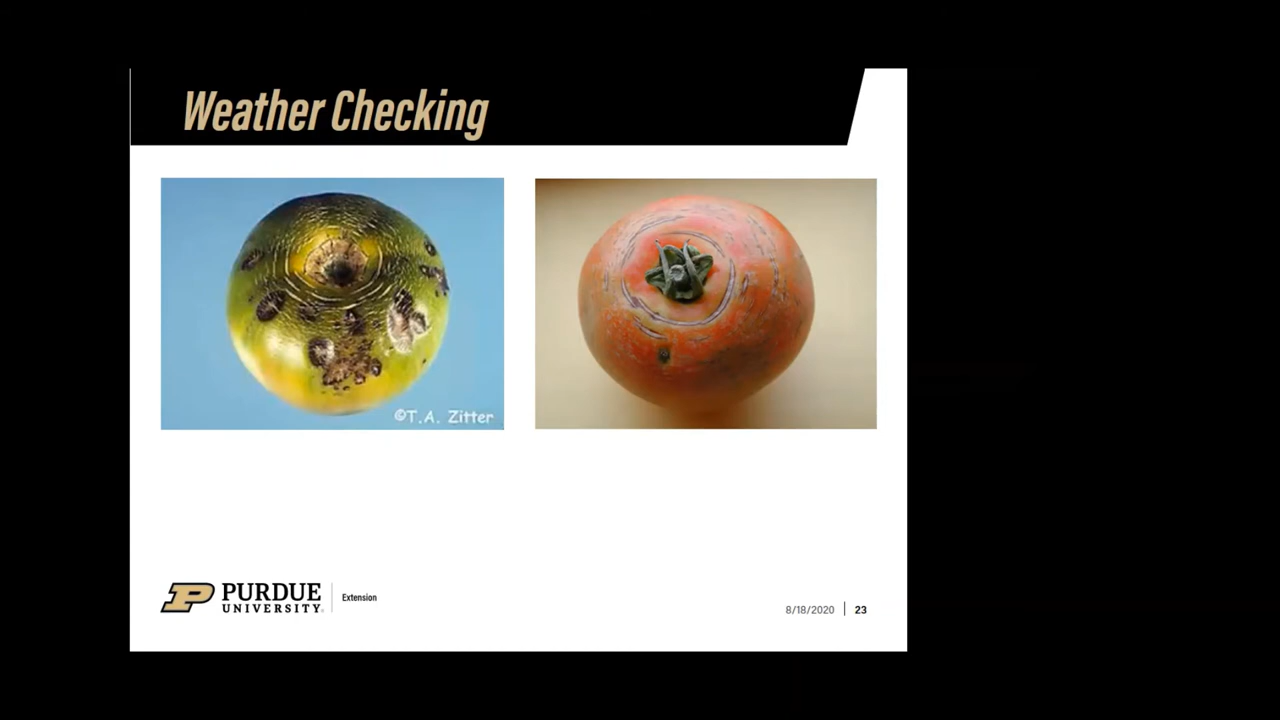 Weather Checking
©T.A. Zitter
PURDUE
UNIVERSITY
Extension
8/18/2020
23